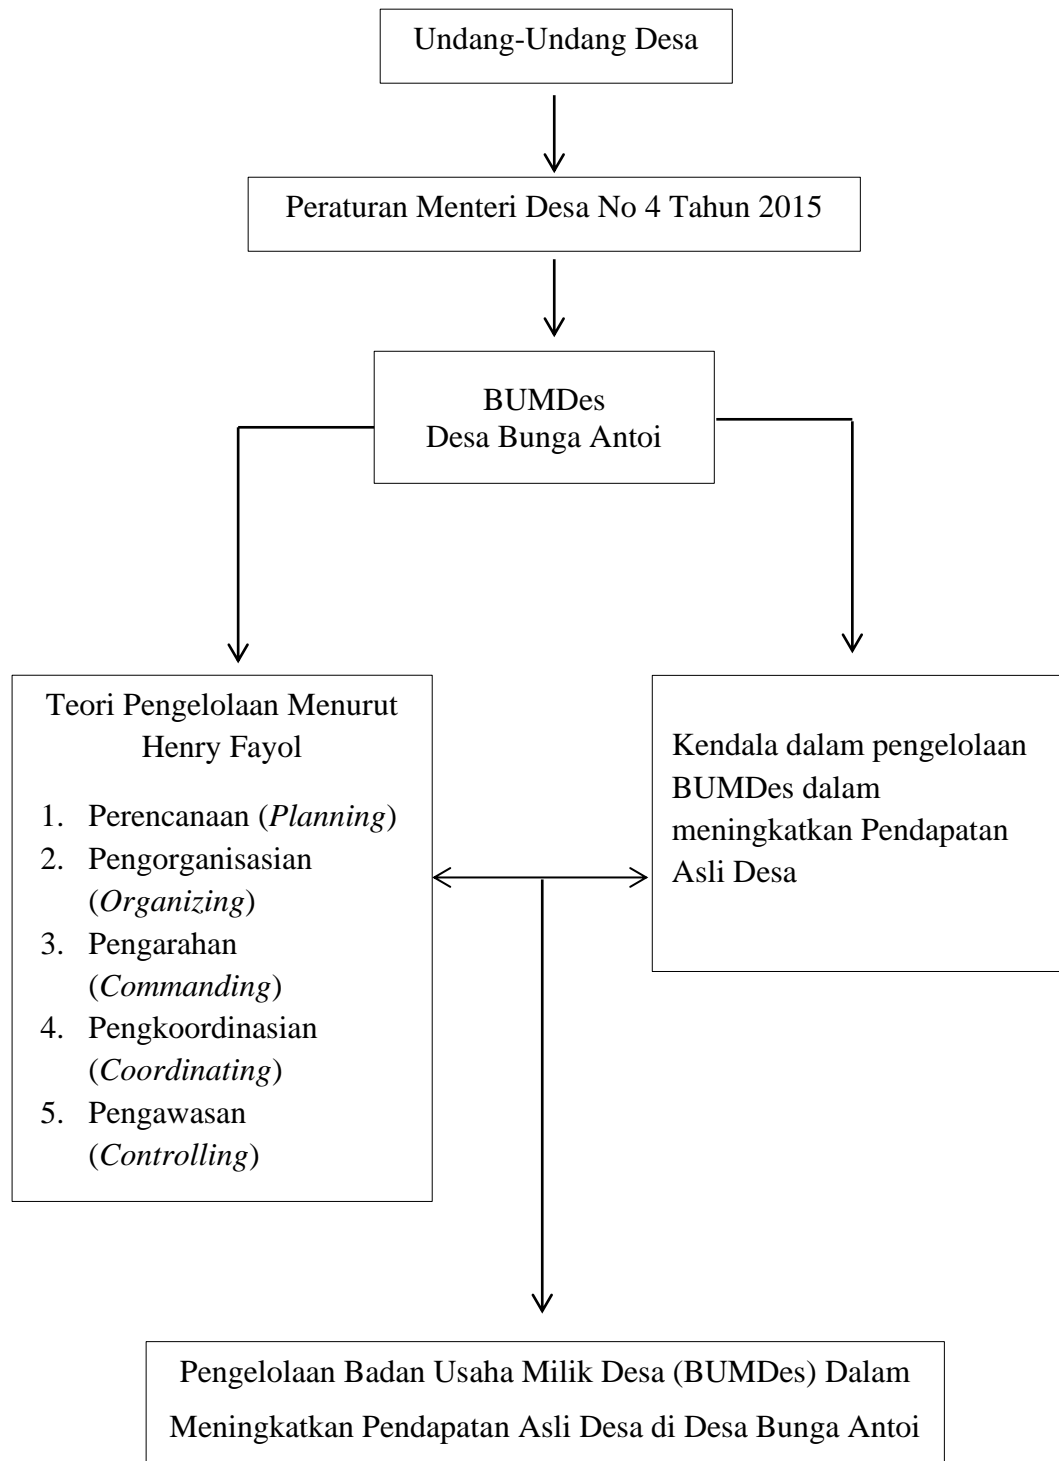 Undang-Undang Desa
Peraturan Menteri Desa No 4 Tahun 2015
BUMDes
Desa Bunga Antoi
Teori Pengelolaan Menurut
Henry Fayol
1. Perencanaan (Planning)
2. Pengorganisasian
(Organizing)
3. Pengarahan
(Commanding)
4. Pengkoordinasian
(Coordinating)
5. Pengawasan
(Controlling)
Kendala dalam pengelolaan
BUMDes dalam
meningkatkan Pendapatan
Asli Desa
Pengelolaan Badan Usaha Milik Desa (BUMDes) Dalam
Meningkatkan Pendapatan Asli Desa di Desa Bunga Antoi